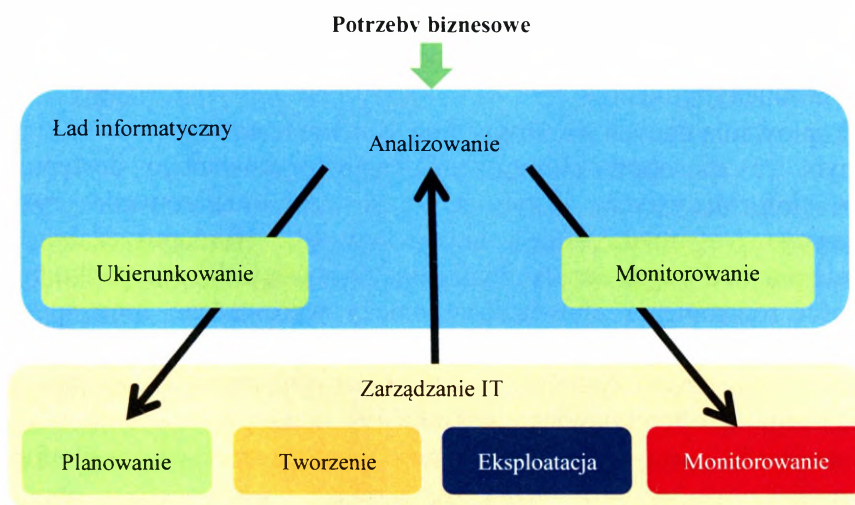 Potrzeby biznesowe
Ład informatyczny
Analizowanie
Ukierunkowanie
Monitorowanie
Zarządzanie IT
Planowanie
Tworzenie
Eksploatacja
Monitorowanie